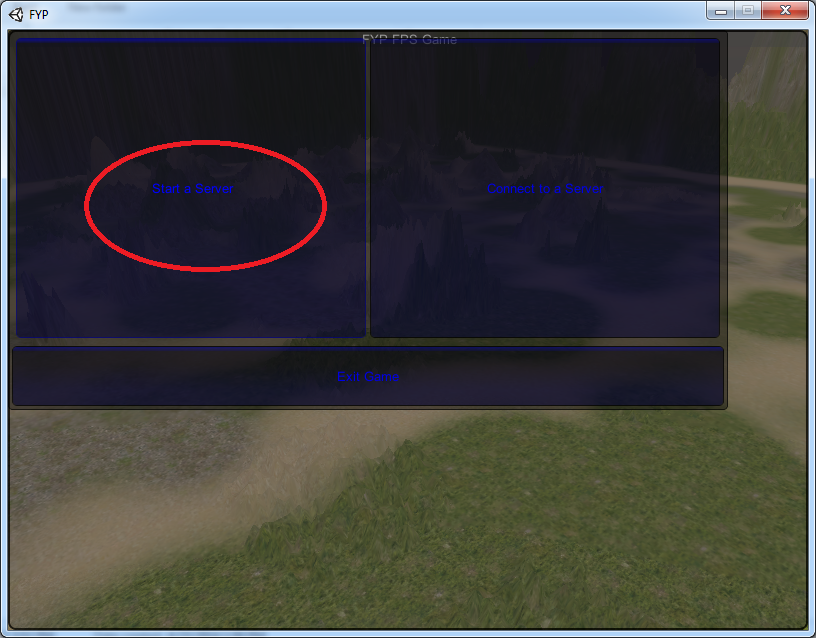 FYP
FYP FPS Game
Start a Server
Connect to a Server
Exit Game